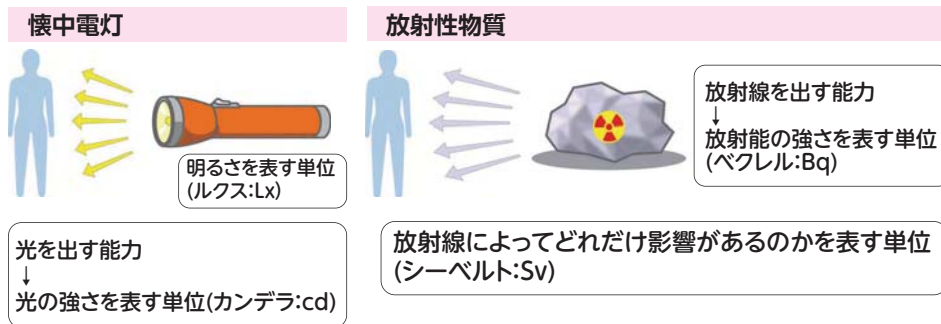 懐中電灯
明るさを表す単位
(ルクス:Lx)
光を出す能力
↓
光の強さを表す単位(カンデラ:cd)
放射性物質
放射線を出す能力
↓
放射能の強さを表す単位
(ベクレル:Bq)
放射線によってどれだけ影響があるのかを表す単位
(シーベルト:Sv)